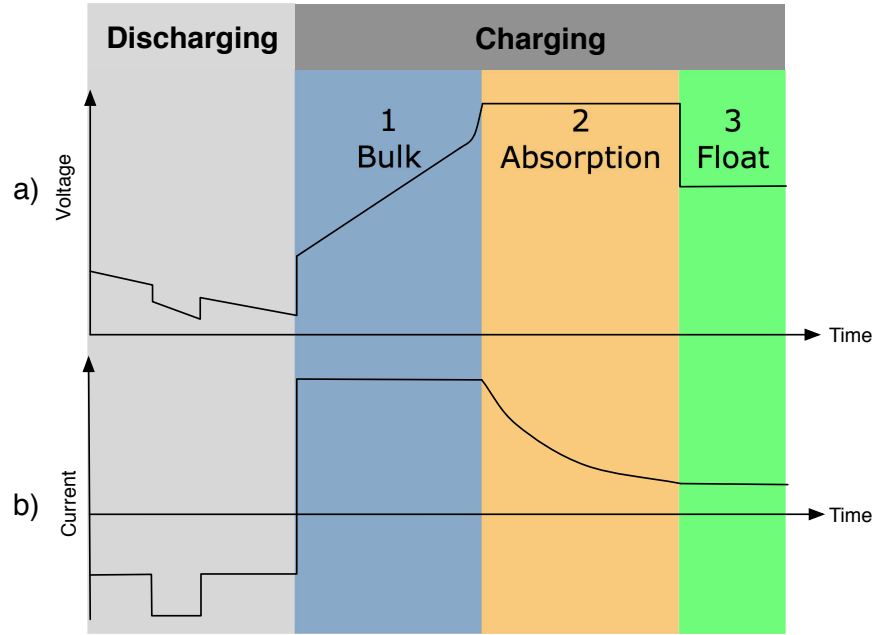 Discharging
Charging
1
Bulk
2
Absorption
3
Float
a)
Voltage
Time
b)
Current
Time